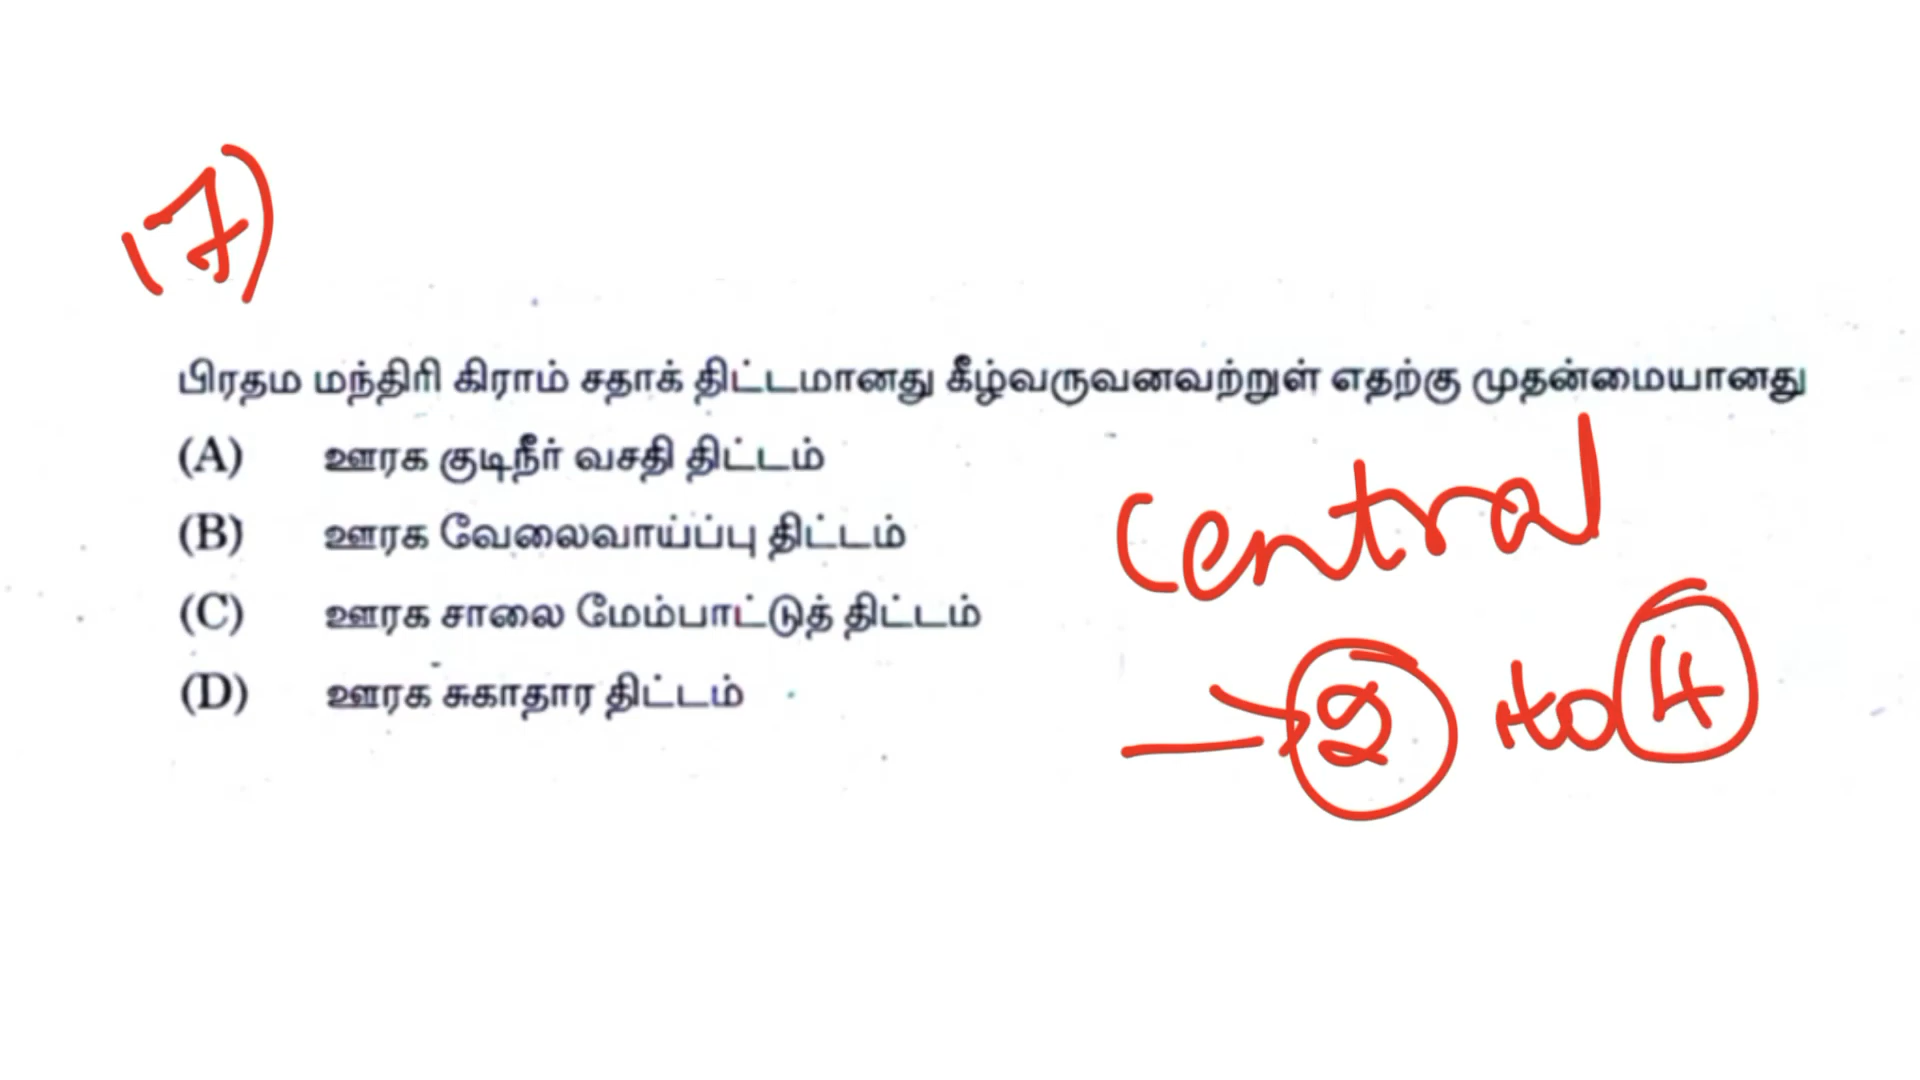 (7)
பிரதம மந்திரி கிராம் சதாக் திட்டமானது கீழ்வருவனவற்றுள் எதற்கு முதன்மையானது
(A) ஊரக குடிநீர் வசதி திட்டம்
(B) ஊரக வேலைவாய்ப்பு திட்டம்
(C) ஊரக சாலை மேம்பாட்டுத் திட்டம்
(D) ஊரக சுகாதார திட்டம்
Central
→ 2 to 4